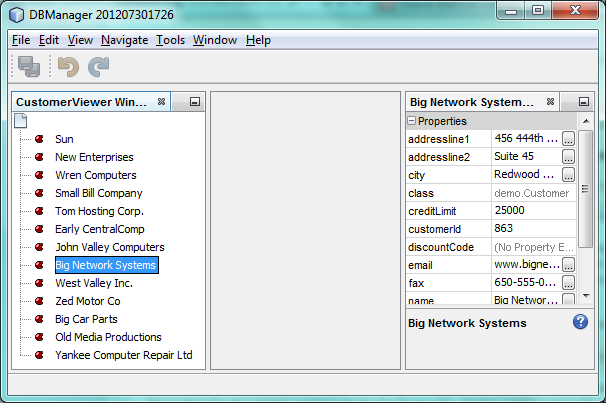 DBManager 201207301726
File Edit View Navigate Tools Window Help
CustomerViewer Win...
Sun
New Enterprises
Wren Computers
Small Bill Company
Tom Hosting Corp.
Early CentralComp
John Valley Computers
Big Network Systems
West Valley Inc.
Zed Motor Co
Big Car Parts
Old Media Productions
Yankee Computer Repair Ltd
Big Network System...
Properties
addressline1 456 444th ... ...
addressline2 Suite 45 ...
city Redwood ... ...
class demo.Customer
creditLimit 25000
customerId 863
discountCode (No Property E...
email www.bigne... ...
fax 650-555-0... ...
name Big Networ... ...
Big Network Systems